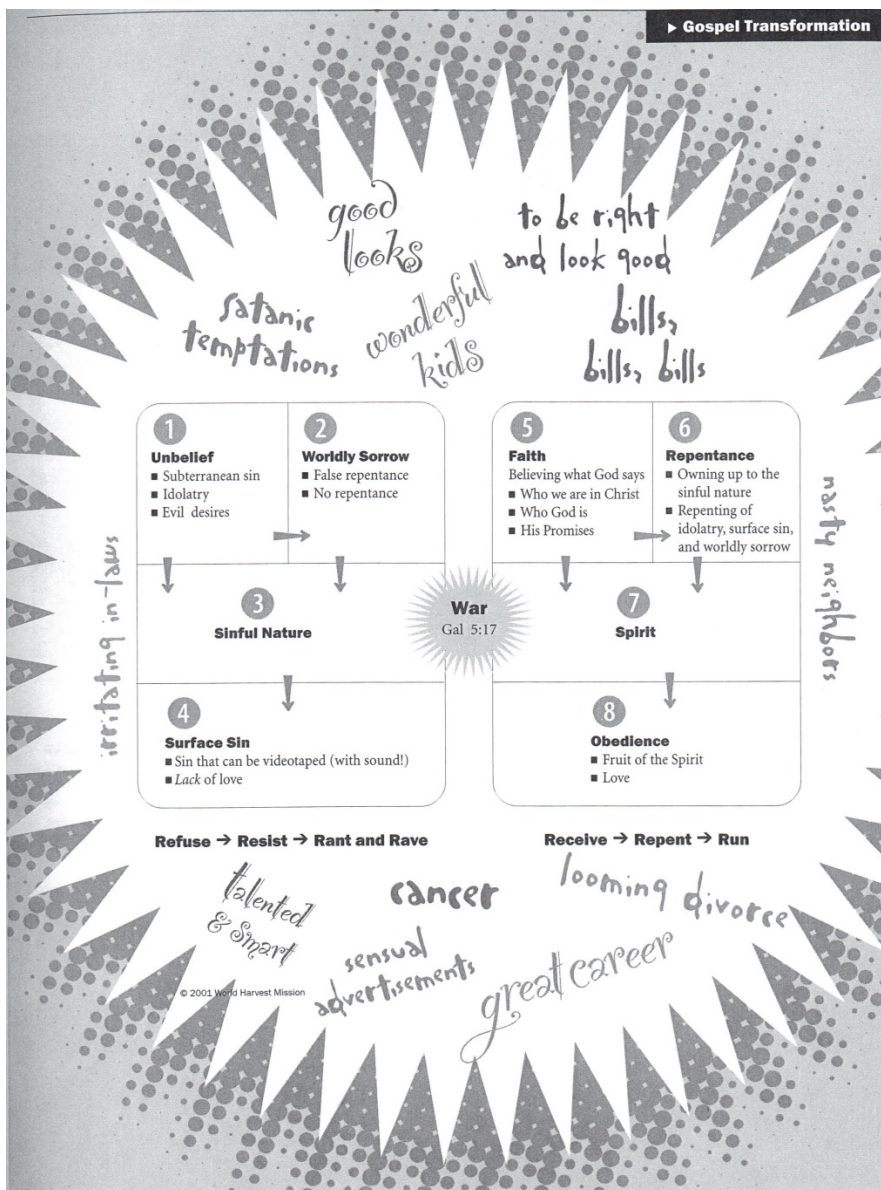 ▸ Gospel Transformation
good
looks
to be right
and look good
satanic
temptations
wonderful
kids
bills,
bills, bills
irritating in-laws
1
Unbelief
■ Subterranean sin
■ Idolatry
■ Evil desires
2
Worldly Sorrow
■ False repentance
■ No repentance
3
Sinful Nature
4
Surface Sin
■ Sin that can be videotaped (with sound!)
■ Lack of love
War
Gal 5:17
5
Faith
Believing what God says
■ Who we are in Christ
■ Who God is
■ His Promises
6
Repentance
■ Owning up to the
sinful nature
■ Repenting of
idolatry, surface sin,
and worldly sorrow
7
Spirit
8
Obedience
■ Fruit of the Spirit
■ Love
nasty neighbors
Refuse → Resist → Rant and Rave
Receive → Repent → Run
talented
& smart
cancer
looming divorce
sensual
advertisements
great career
© 2001 World Harvest Mission